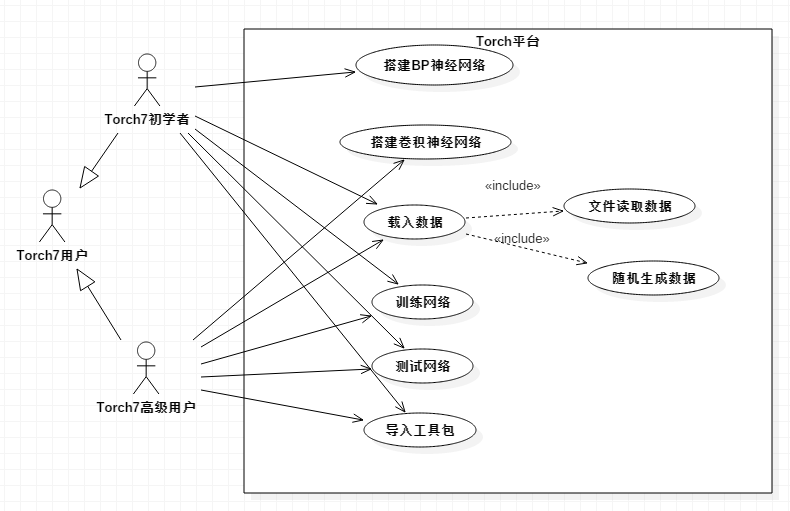 Torch平台
搭建BP神经网络
Torch7初学者
搭建卷积神经网络
«include»
文件读取数据
载入数据
«include»
Torch7用户
随机生成数据
训练网络
测试网络
Torch7高级用户
导入工具包